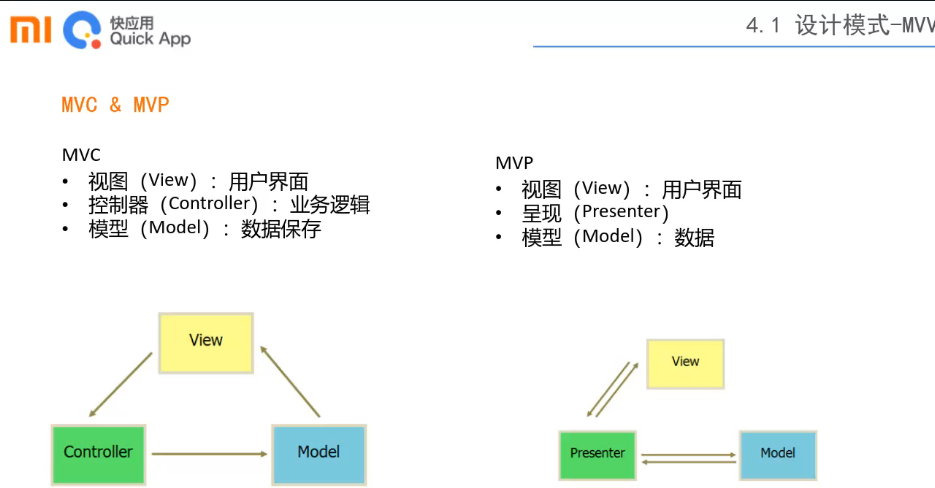 快应用
Quick App
4.1 设计模式-MVV
MVC & MVP
MVC
• 视图（View）：用户界面
• 控制器（Controller）：业务逻辑
• 模型（Model）：数据保存
MVP
• 视图（View）：用户界面
• 呈现（Presenter）
• 模型（Model）：数据
View
Controller
Model
View
Presenter
Model